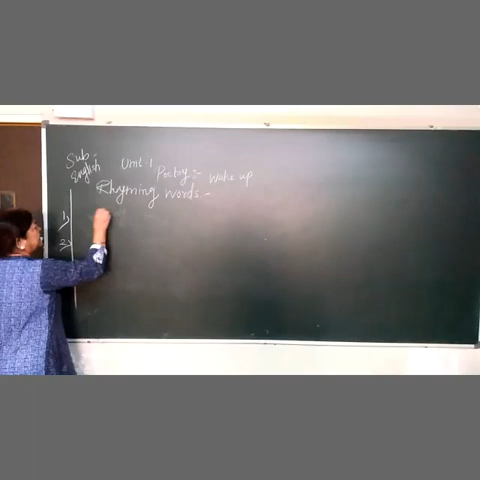 Sub-
English
Unit-1
Poetry:- Wake up
Rhyming words -
1)
2)